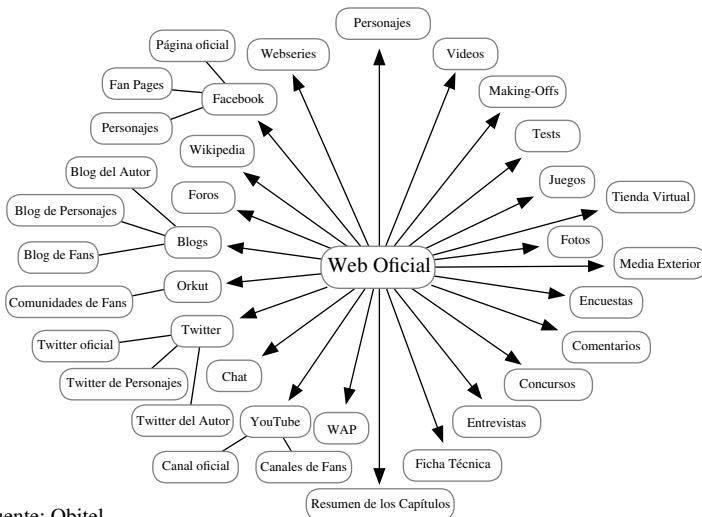 Personajes
Página oficial
Webseries
Videos
Fan Pages
Facebook
Making-Offs
Personajes
Tests
Wikipedia
Blog del Autor
Juegos
Foros
Tienda Virtual
Blog de Personajes
Blogs
Fotos
Blog de Fans
Web Oficial
Media Exterior
Orkut
Comunidades de Fans
Encuestas
Twitter
Twitter oficial
Comentarios
Chat
Twitter de Personajes
Concursos
Twitter del Autor
YouTube
WAP
Entrevistas
Canal oficial
Canales de Fans
Ficha Técnica
Resumen de los Capítulos
uente: Obitel